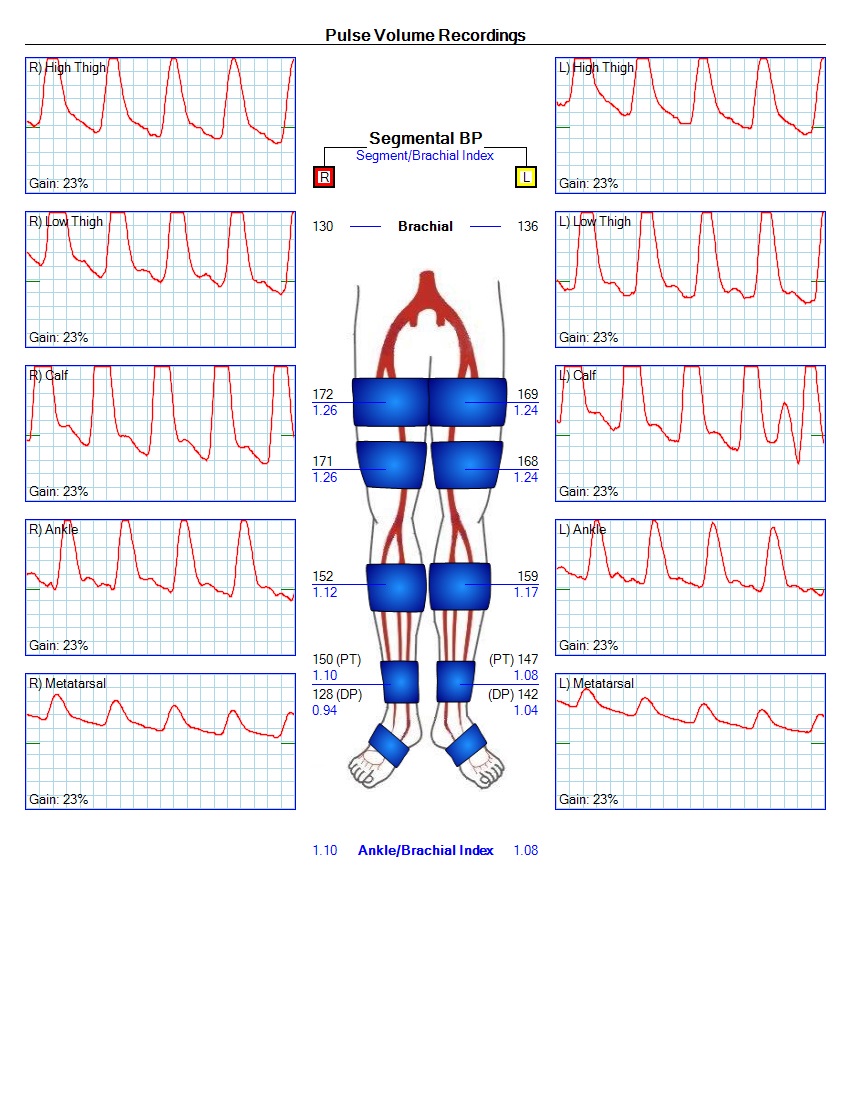 Pulse Volume Recordings
R) High Thigh
Gain: 23%
R) Low Thigh
Gain: 23%
R) Calf
Gain: 23%
R) Ankle
Gain: 23%
R) Metatarsal
Gain: 23%
Segmental BP
Segment/Brachial Index
R L
130 Brachial 136
172 169
1.26 1.24
171 168
1.26 1.24
152 159
1.12 1.17
150 (PT) (PT) 147
1.10 1.08
128 (DP) (DP) 142
0.94 1.04
1.10 Ankle/Brachial Index 1.08
L) High Thigh
Gain: 23%
L) Low Thigh
Gain: 23%
L) Calf
Gain: 23%
L) Ankle
Gain: 23%
L) Metatarsal
Gain: 23%